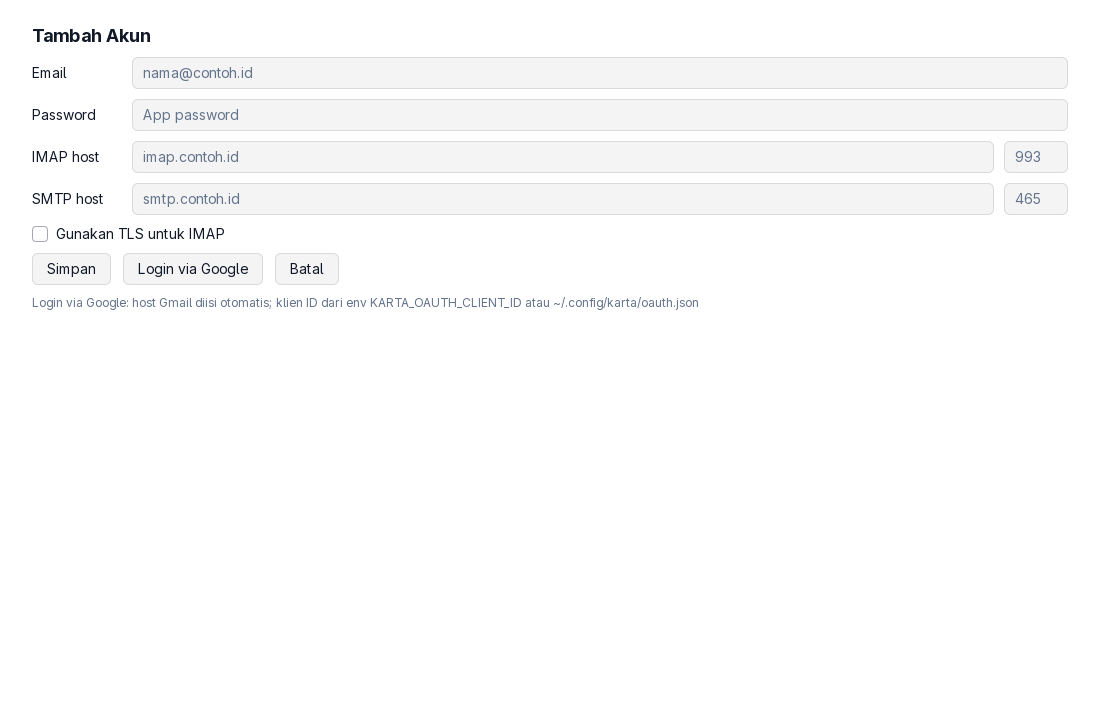 Tambah Akun
Email nama@contoh.id
Password App password
IMAP host imap.contoh.id 993
SMTP host smtp.contoh.id 465
Gunakan TLS untuk IMAP
Simpan Login via Google Batal
Login via Google: host Gmail diisi otomatis; klien ID dari env KARTA_OAUTH_CLIENT_ID atau ~/.config/karta/oauth.json